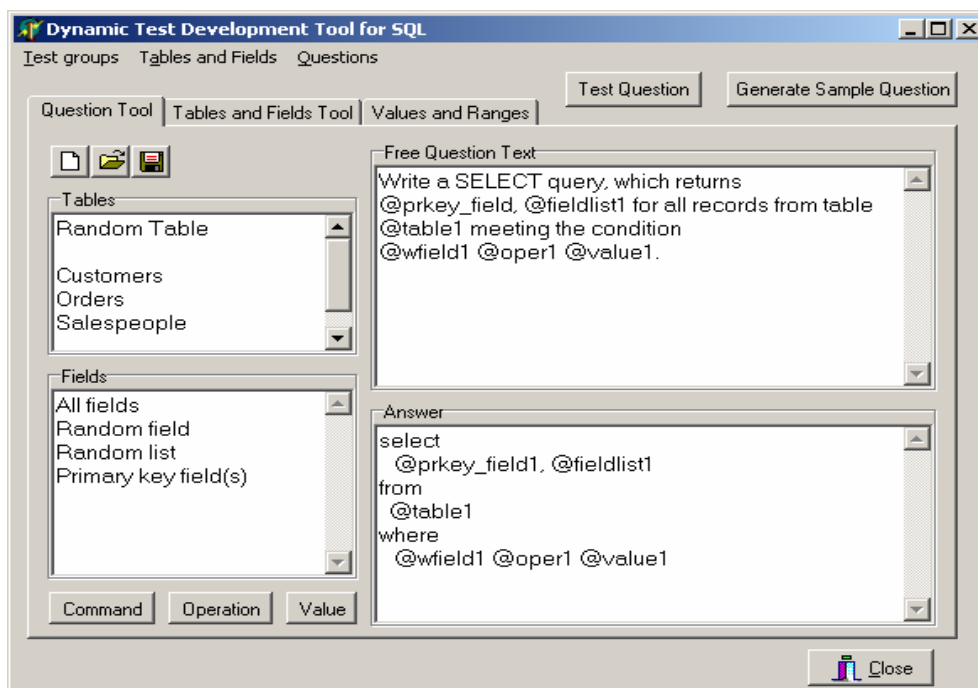 Dynamic Test Development Tool for SQL
Test groups Tables and Fields Questions
Test Question Generate Sample Question
Question Tool Tables and Fields Tool Values and Ranges
Tables
Random Table
Customers
Orders
Salespeople
Fields
All fields
Random field
Random list
Primary key field(s)
Command Operation Value
Free Question Text
Write a SELECT query, which returns
@prkey_field, @fieldlist1 for all records from table
@table1 meeting the condition
@wfield1 @oper1 @value1.
Answer
select
@prkey_field1, @fieldlist1
from
@table1
where
@wfield1 @oper1 @value1
Close